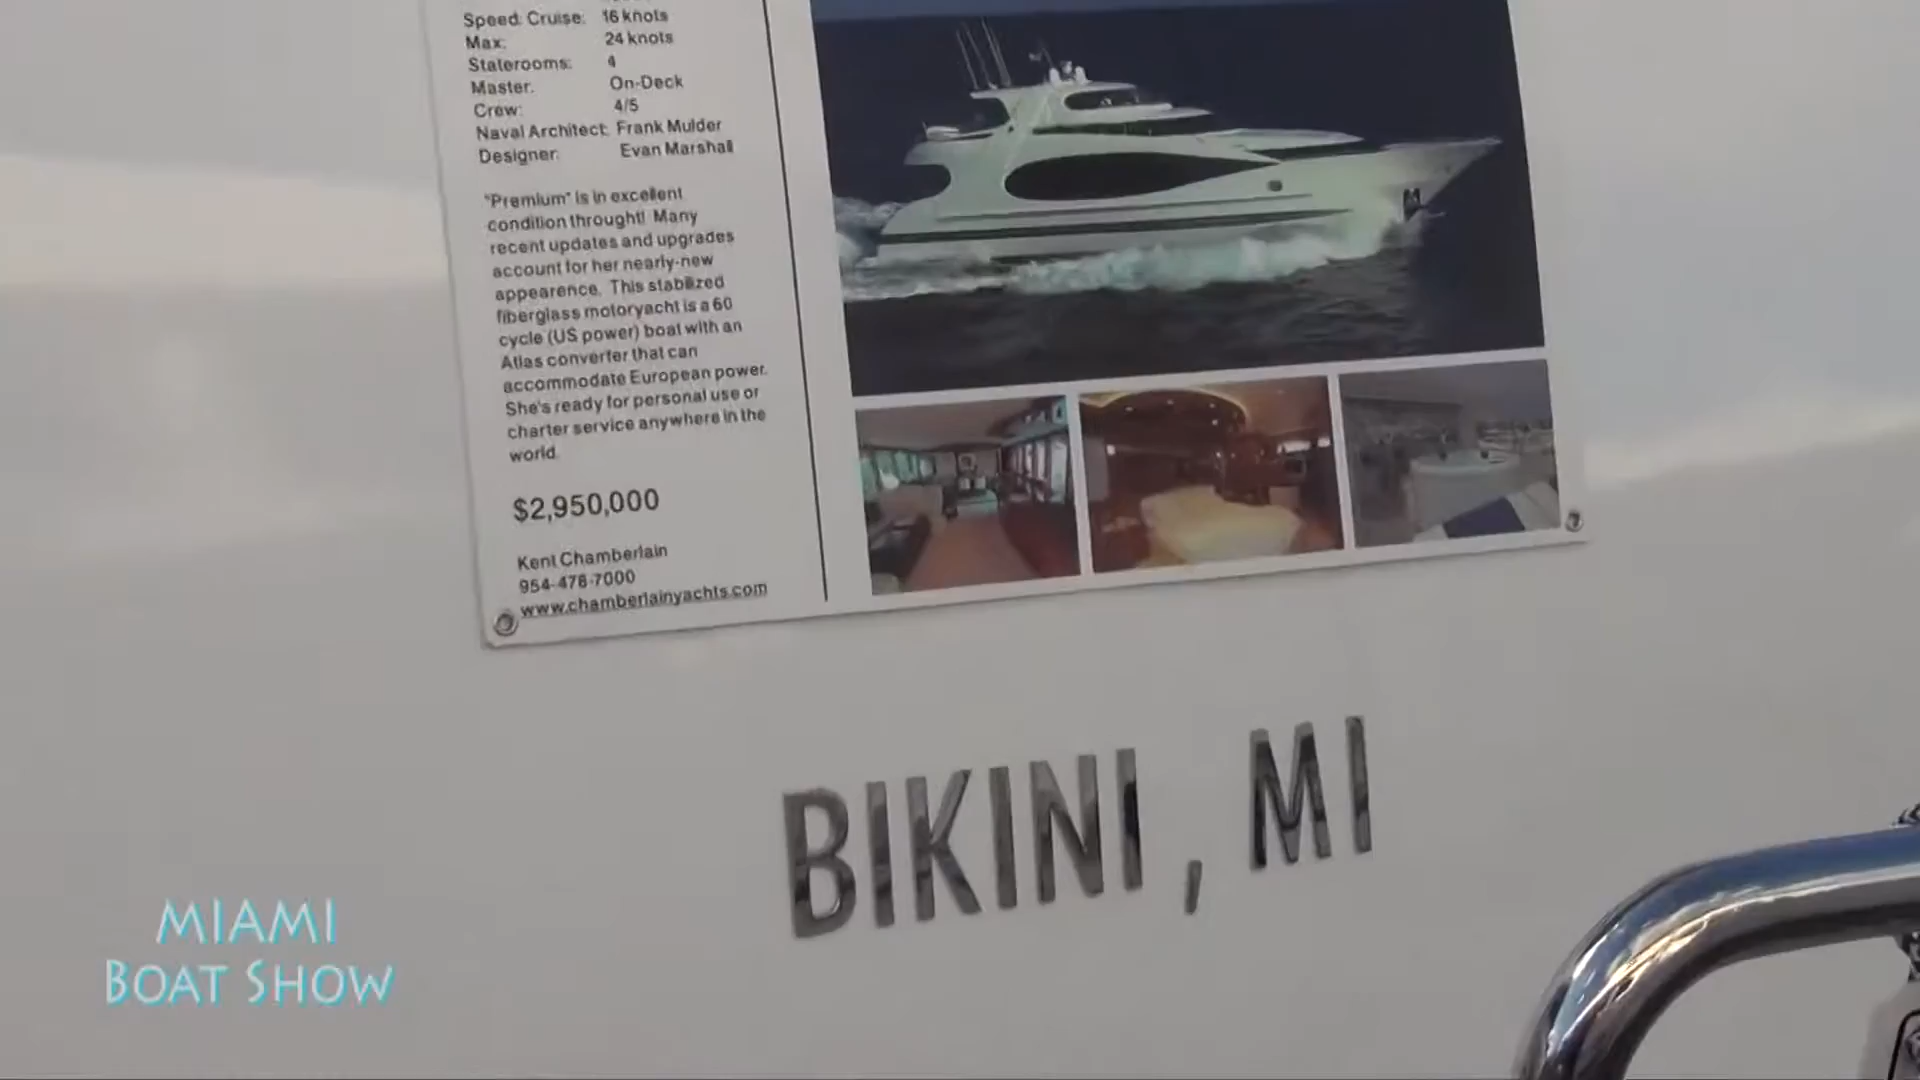 Speed: Cruise: 16 knots
Max: 24 knots
Staterooms: 4
Master: On-Deck
Crew: 4/5
Naval Architect: Frank Mulder
Designer: Evan Marshall
"Premium" is in excellent
condition throught! Many
recent updates and upgrades
account for her nearly-new
appearence. This stabilized
fiberglass motoryacht is a 60
cycle (US power) boat with an
Atlas converter that can
accommodate European power.
She's ready for personal use or
charter service anywhere in the
world.
$2,950,000
Kent Chamberlain
954-478-7000
www.chamberlainyachts.com
BIKINI, MI
MIAMI
BOAT SHOW